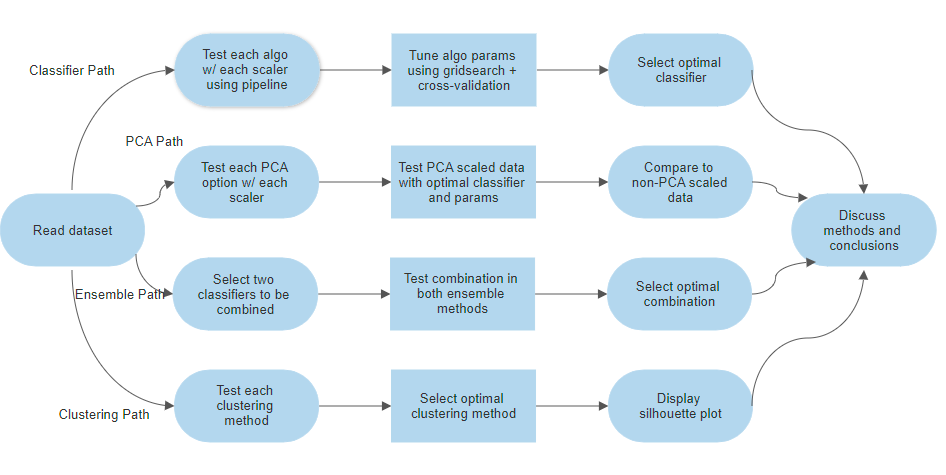 Classifier Path
Test each algo
w/ each scaler
using pipeline
Tune algo params
using gridsearch +
cross-validation
Select optimal
classifier
PCA Path
Test each PCA
option w/ each
scaler
Test PCA scaled data
with optimal classifier
and params
Compare to
non-PCA scaled
data
Read dataset
Discuss
methods and
conclusions
Ensemble Path
Select two
classifiers to be
combined
Test combination in
both ensemble
methods
Select optimal
combination
Clustering Path
Test each
clustering
method
Select optimal
clustering method
Display
silhouette plot